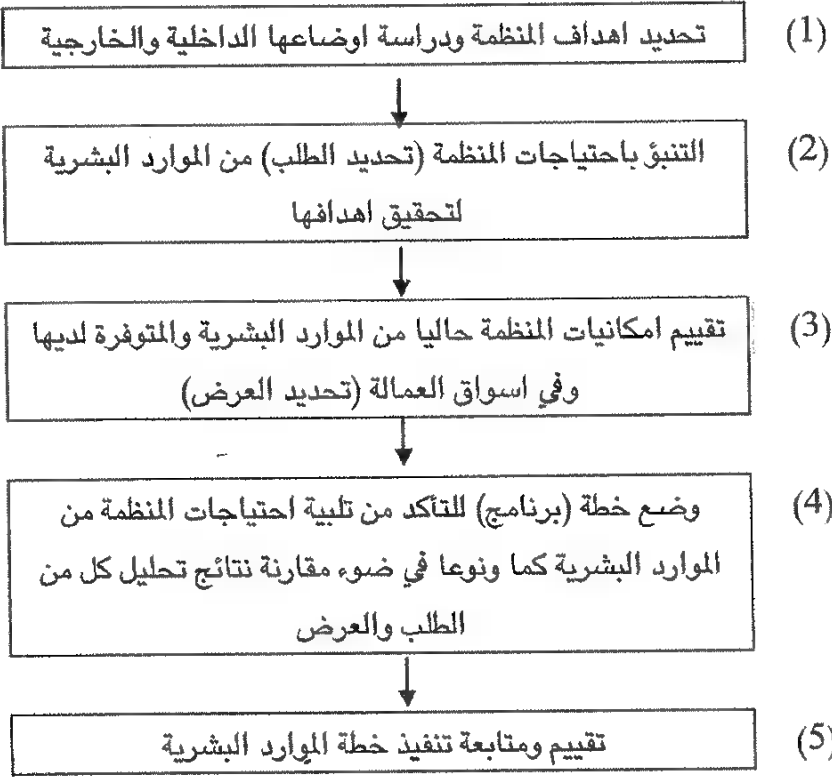 (1) تحديد اهداف المنظمة ودراسة اوضاعها الداخلية والخارجية
(2) التنبؤ باحتياجات المنظمة (تحديد الطلب) من الموارد البشرية
لتحقيق اهدافها
(3) تقييم امكانيات المنظمة حاليا من الموارد البشرية والمتوفرة لديها
وفي اسواق العمالة (تحديد العرض)
(4) وضع خطة (برنامج) للتأكد من تلبية احتياجات المنظمة من
الموارد البشرية كما ونوعا في ضوء مقارنة نتائج تحليل كل من
الطلب والعرض
(5) تقييم ومتابعة تنفيذ خطة الموارد البشرية